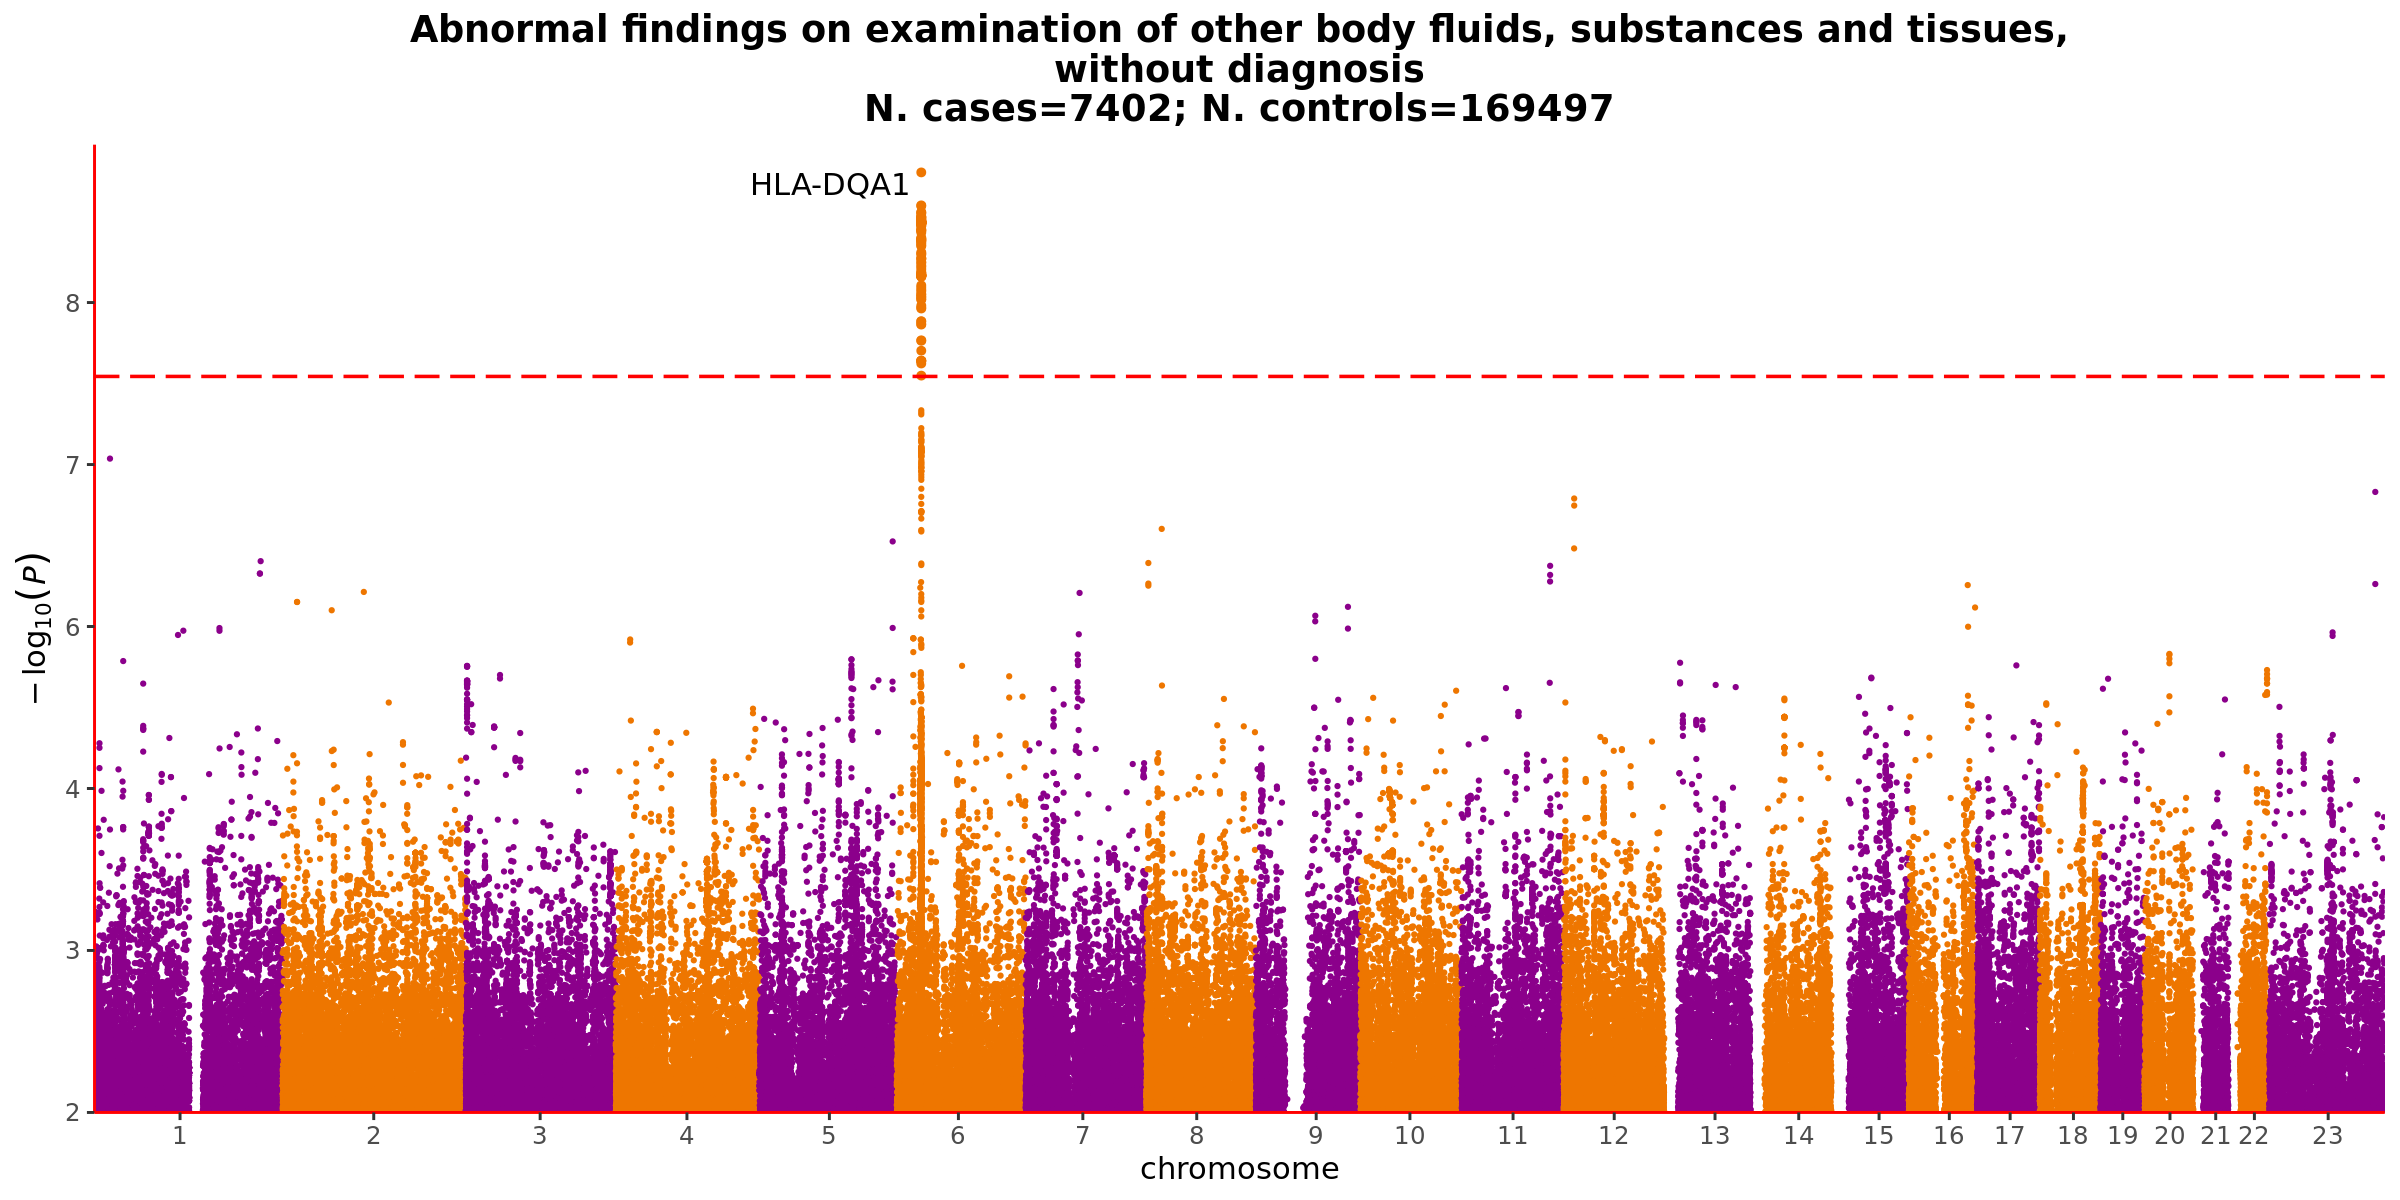 Abnormal findings on examination of other body fluids, substances and tissues,
without diagnosis
N. cases=7402; N. controls=169497
HLA-DQA1
8
7
6
4
3
2
−log10(P)
1 2 3 4 5 6 7 8 9 10 11 12 13 14 15 16 17 18 19 20 21 22 23
chromosome